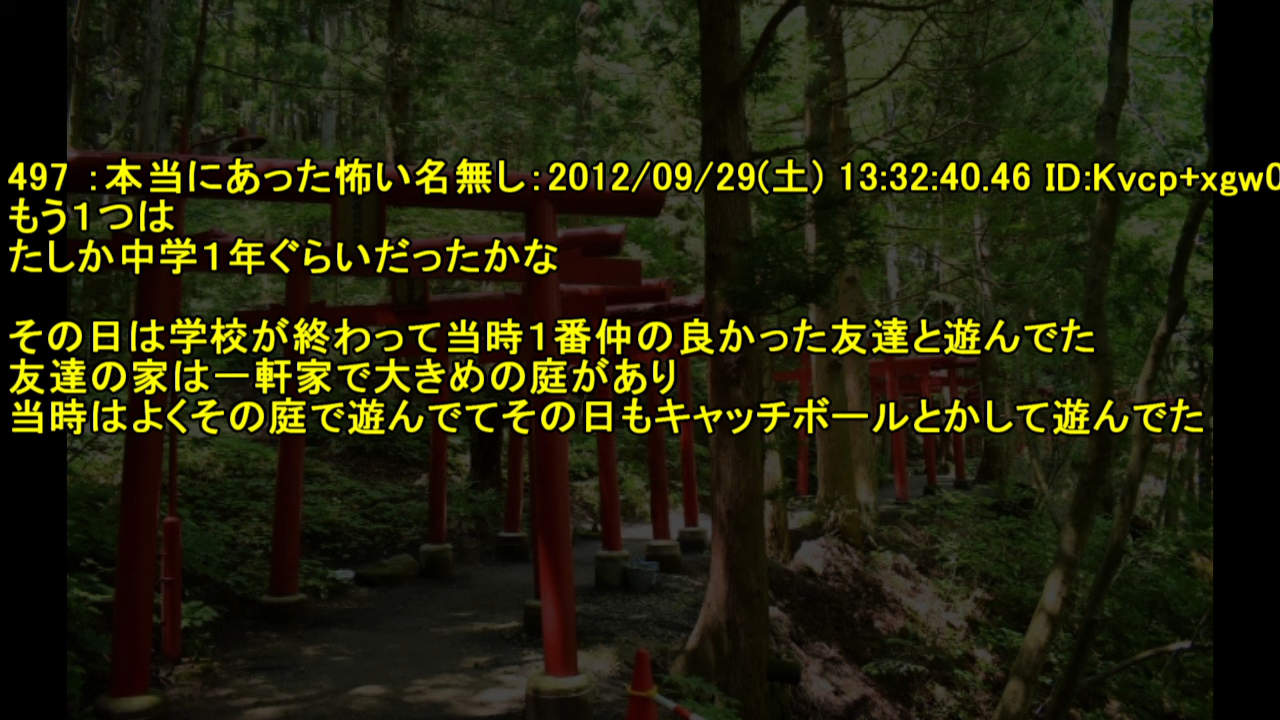 497 ：本当にあった怖い名無し：2012/09/29(土) 13:32:40.46 ID:Kvcp+xgw0
もう１つは
たしか中学１年ぐらいだったかな
その日は学校が終わって当時１番仲の良かった友達と遊んでた
友達の家は一軒家で大きめの庭があり
当時はよくその庭で遊んでてその日もキャッチボールとかして遊んでた